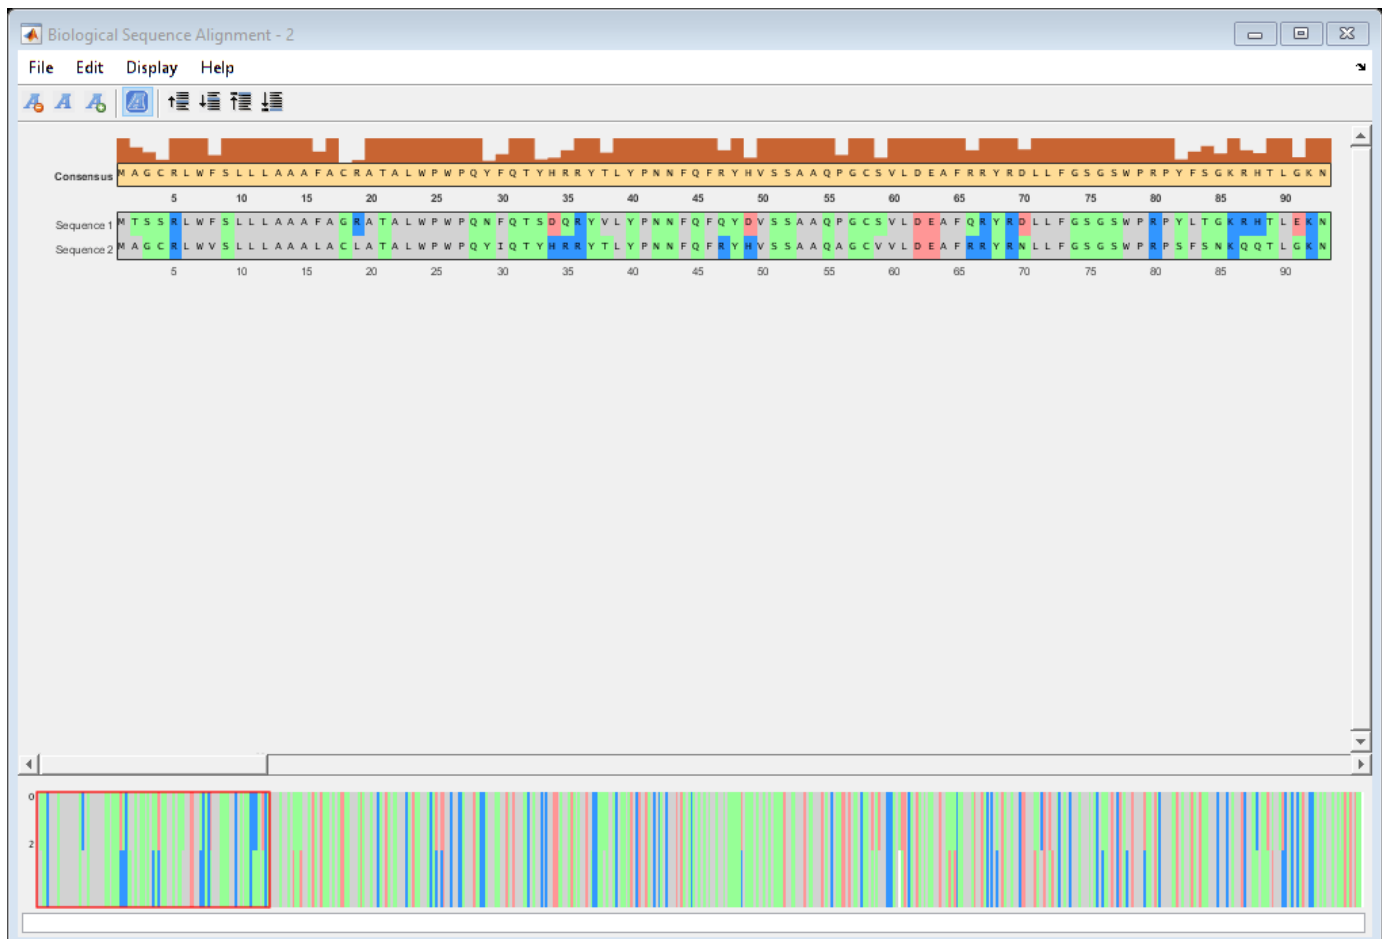 Biological Sequence Alignment - 2
File Edit Display Help
Consensus M A G C R L W F S L L L A A A F A C R A T A L W P W P Q Y F Q T Y H R R Y T L Y P N N F Q F R Y H V S S A A Q P G C S V L D E A F R R Y R D L L F G S G S W P R P Y F S G K R H T L G K N
5 10 15 20 25 30 35 40 45 50 55 60 65 70 75 80 85 90
Sequence 1 M T S S R L W F S L L L A A A F A G R A T A L W P W P Q N F Q T S D Q R Y V L Y P N N F Q F Q Y D V S S A A Q P G C S V L D E A F Q R Y R D L L F G S G S W P R P Y L T G K R H T L E K N
Sequence 2 M A G C R L W V S L L L A A A L A C L A T A L W P W P Q Y I Q T Y H R R Y T L Y P N N F Q F R Y H V S S A A Q A G C V V L D E A F R R Y R N L L F G S G S W P R P S F S N K Q Q T L G K N
5 10 15 20 25 30 35 40 45 50 55 60 65 70 75 80 85 90
0
2